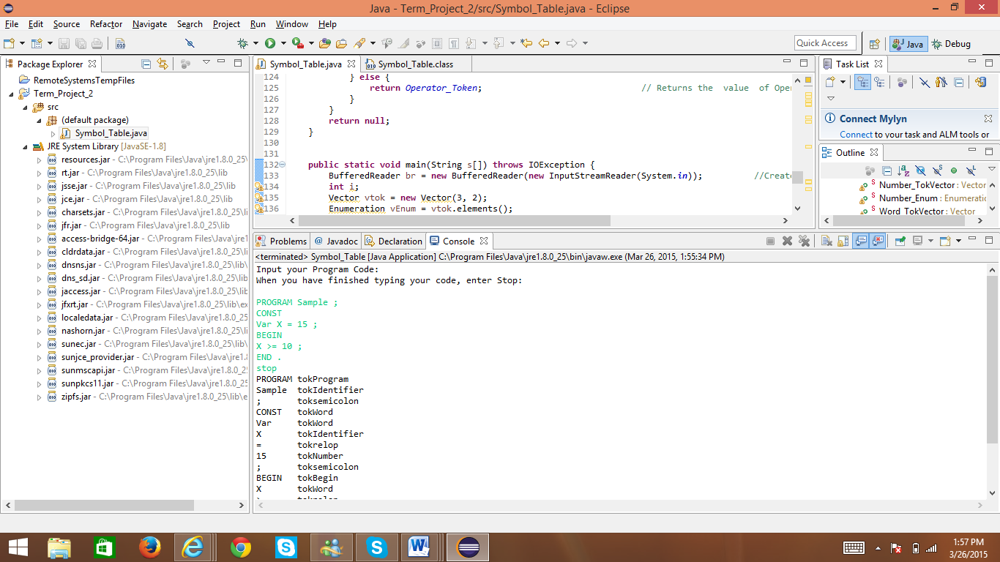 Java - Term_Project_2/src/Symbol_Table.java - Eclipse
File Edit Source Refactor Navigate Search Project Run Window Help
Quick Access
Java
Debug
Package Explorer
RemoteSystemsTempFiles
Term_Project_2
src
(default package)
Symbol_Table.java
JRE System Library [JavaSE-1.8]
resources.jar - C:\Program Files\Java\jre1.8.0_25\
rt.jar - C:\Program Files\Java\jre1.8.0_25\lib
jsse.jar - C:\Program Files\Java\jre1.8.0_25\lib
jce.jar - C:\Program Files\Java\jre1.8.0_25\lib
charsets.jar - C:\Program Files\Java\jre1.8.0_25\l
jfr.jar - C:\Program Files\Java\jre1.8.0_25\lib
access-bridge-64.jar - C:\Program Files\Java\jre1
cldrdata.jar - C:\Program Files\Java\jre1.8.0_25\l
dnsns.jar - C:\Program Files\Java\jre1.8.0_25\lib\
dns_sd.jar - C:\Program Files\Java\jre1.8.0_25\lib
jaccess.jar - C:\Program Files\Java\jre1.8.0_25\lib
jfxrt.jar - C:\Program Files\Java\jre1.8.0_25\lib\ex
localedata.jar - C:\Program Files\Java\jre1.8.0_25
nashorn.jar - C:\Program Files\Java\jre1.8.0_25\l
sunec.jar - C:\Program Files\Java\jre1.8.0_25\lib\
sunjce_provider.jar - C:\Program Files\Java\jre1.
sunmscapi.jar - C:\Program Files\Java\jre1.8.0_25
sunpkcs11.jar - C:\Program Files\Java\jre1.8.0_25
zipfs.jar - C:\Program Files\Java\jre1.8.0_25\lib\e
Symbol_Table.java
Symbol_Table.class
124 } else {
125 return Operator_Token; // Returns the value of Ope
126 }
127 }
128 return null;
129 }
130
131
132 public static void main(String s[]) throws IOException {
133 BufferedReader br = new BufferedReader(new InputStreamReader(System.in)); //Create
134 int i;
135 Vector vtok = new Vector(3, 2);
136 Enumeration vEnum = vtok.elements();
Task List
Connect Mylyn
Connect to your task and ALM tools or
Outline
Number_TokVector : Vector
Number_Enum : Enumeratio
Word_TokVector : Vector
Problems
@ Javadoc
Declaration
Console
<terminated> Symbol_Table [Java Application] C:\Program Files\Java\jre1.8.0_25\bin\javaw.exe (Mar 26, 2015, 1:55:34 PM)
Input your Program Code:
When you have finished typing your code, enter Stop:
PROGRAM Sample ;
CONST
Var X = 15 ;
BEGIN
X >= 10 ;
END .
stop
PROGRAM tokProgram
Sample tokIdentifier
; toksemicolon
CONST tokWord
Var tokWord
X tokIdentifier
= tokrelop
15 tokNumber
; toksemicolon
BEGIN tokBegin
X tokWord
1:57 PM
3/26/2015